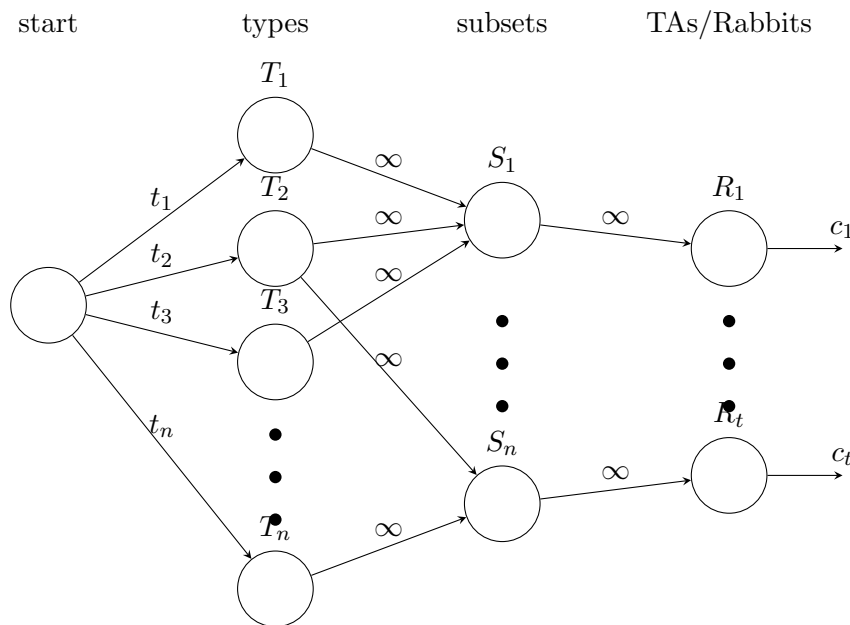 start types subsets TAs/Rabbits
T₁
T₂
T₃
Tₙ
S₁
Sₙ
R₁
Rₜ
t₁
t₂
t₃
tₙ
∞
∞
∞
∞
∞
∞
∞
c₁
cₜ